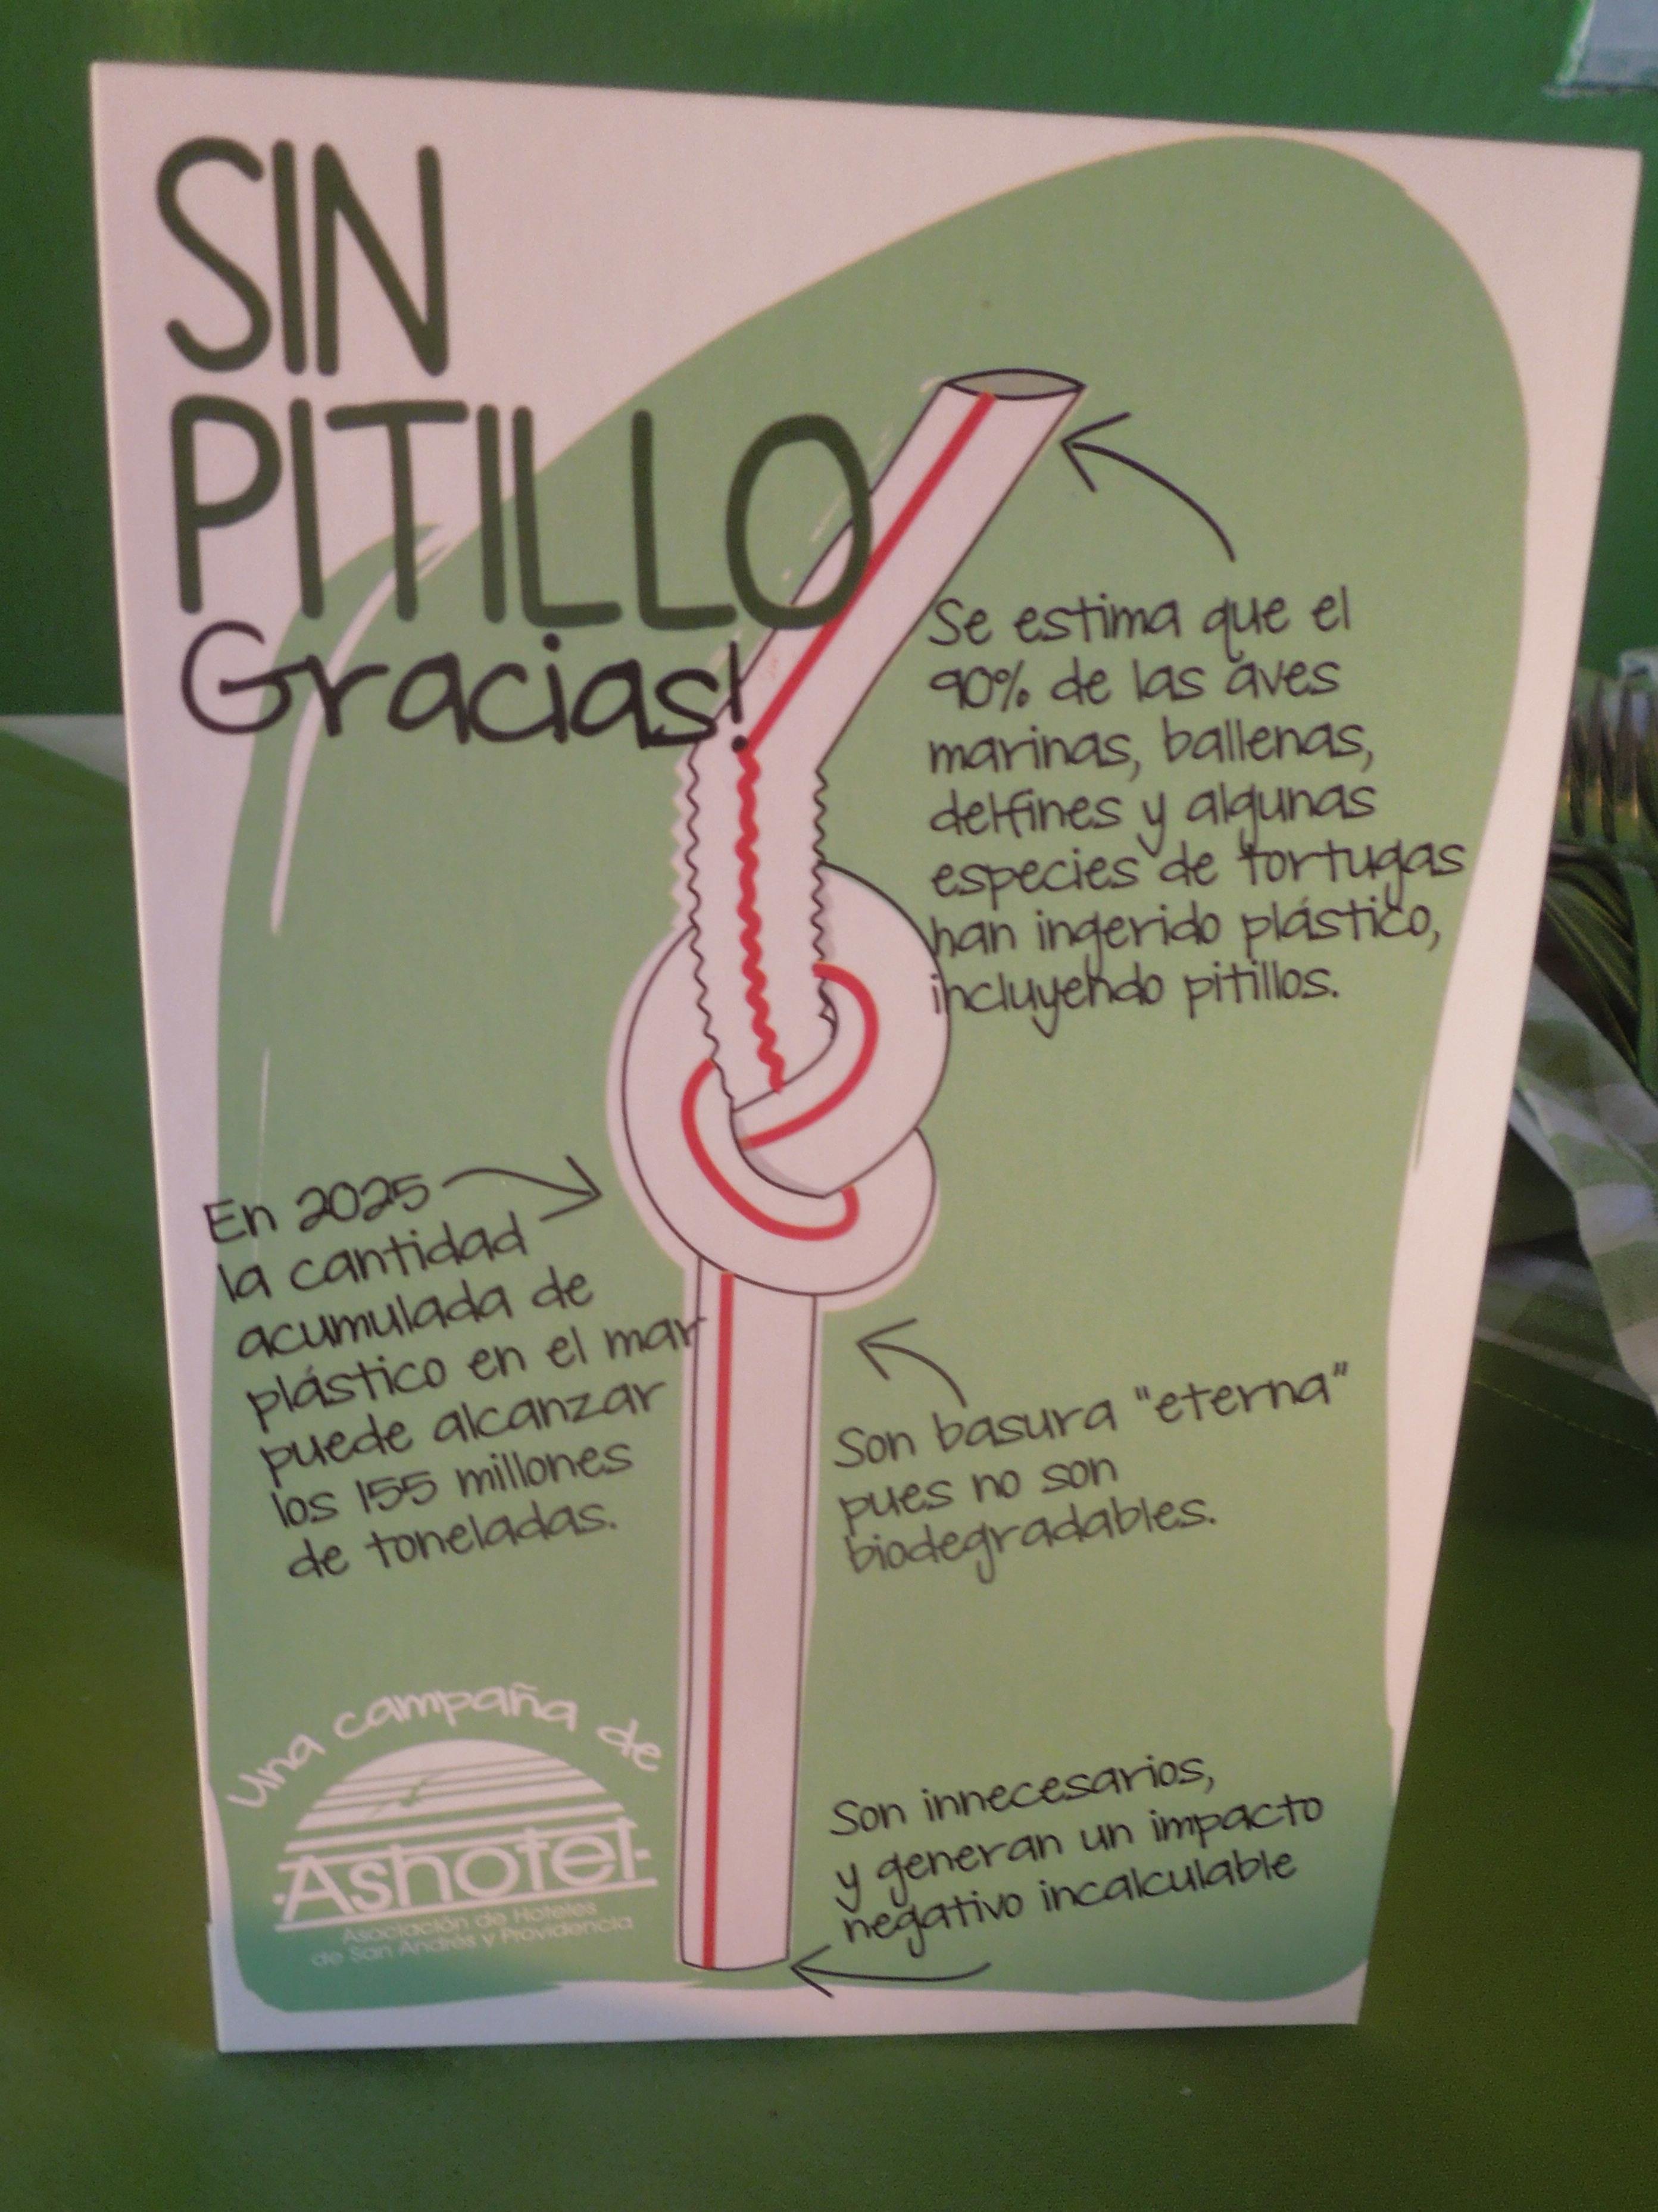 SIN
PITILLO
Gracias!
Se estima que el
90% de las aves
marinas, ballenas,
delfines y algunas
especies de tortugas
han ingerido plástico,
incluyendo pitillos.
En 2025
la cantidad
acumulada de
plástico en el mar
puede alcanzar
los 155 millones
de toneladas.
Son basura "eterna"
pues no son
biodegradables.
Una campaña de
Ashotel
Asociación de Hoteles
de San Andrés y Providencia
Son innecesarios,
y generan un impacto
negativo incalculable